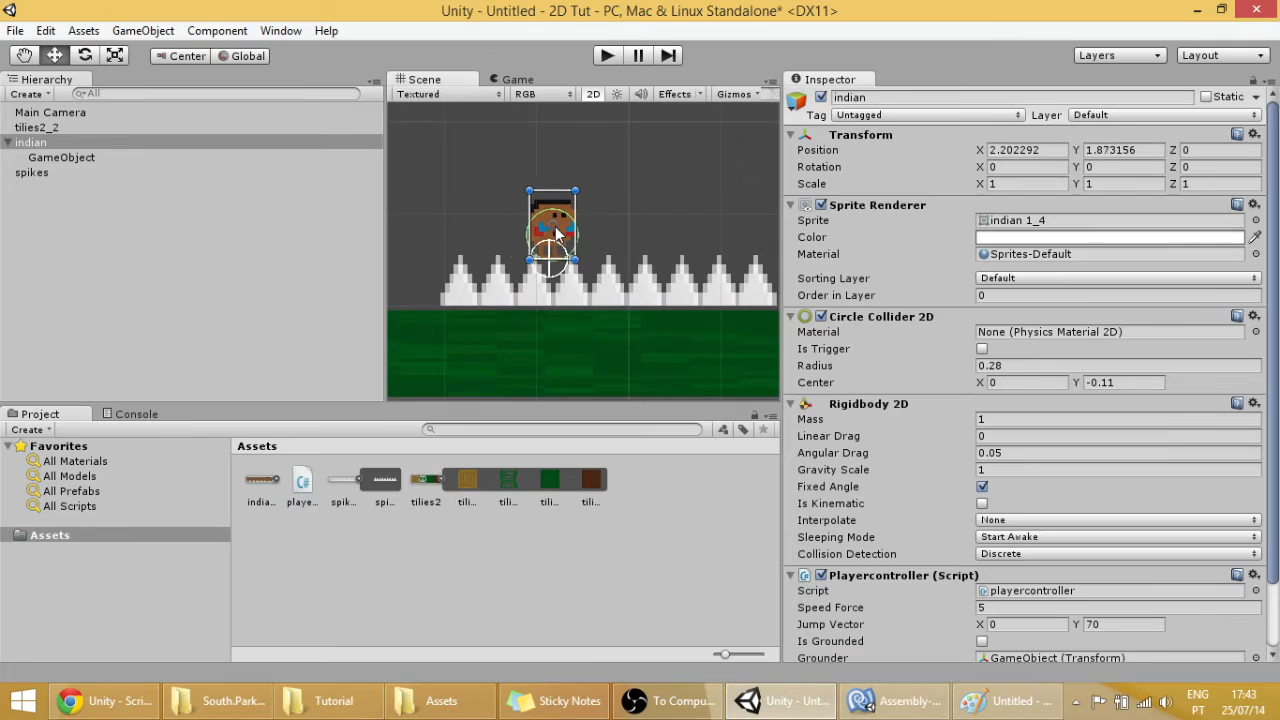 Unity - Untitled - 2D Tut - PC, Mac & Linux Standalone* <DX11>
File Edit Assets GameObject Component Window Help
Center Global Layers Layout
Hierarchy
Create All
Main Camera
tilies2_2
indian
GameObject
spikes
Scene Game
Textured RGB 2D Effects Gizmos
Inspector
indian Static
Tag Untagged Layer Default
Transform
Position X 2.202292 Y 1.873156 Z 0
Rotation X 0 Y 0 Z 0
Scale X 1 Y 1 Z 1
Sprite Renderer
Sprite indian 1_4
Color
Material Sprites-Default
Sorting Layer Default
Order in Layer 0
Circle Collider 2D
Material None (Physics Material 2D)
Is Trigger
Radius 0.28
Center X 0 Y -0.11
Rigidbody 2D
Mass 1
Linear Drag 0
Angular Drag 0.05
Gravity Scale 1
Fixed Angle
Is Kinematic
Interpolate None
Sleeping Mode Start Awake
Collision Detection Discrete
Playercontroller (Script)
Script playercontroller
Speed Force 5
Jump Vector X 0 Y 70
Is Grounded
Grounder GameObject (Transform)
Project Console
Create
Favorites
All Materials
All Models
All Prefabs
All Scripts
Assets
Assets
india... playe... spik... spi... tilies2 tili... tili... tili... tili...
Unity - Scri... South.Park... Tutorial Assets Sticky Notes To Compu... Unity - Unt... Assembly-... Untitled - ...
ENG 17:43
PT 25/07/14